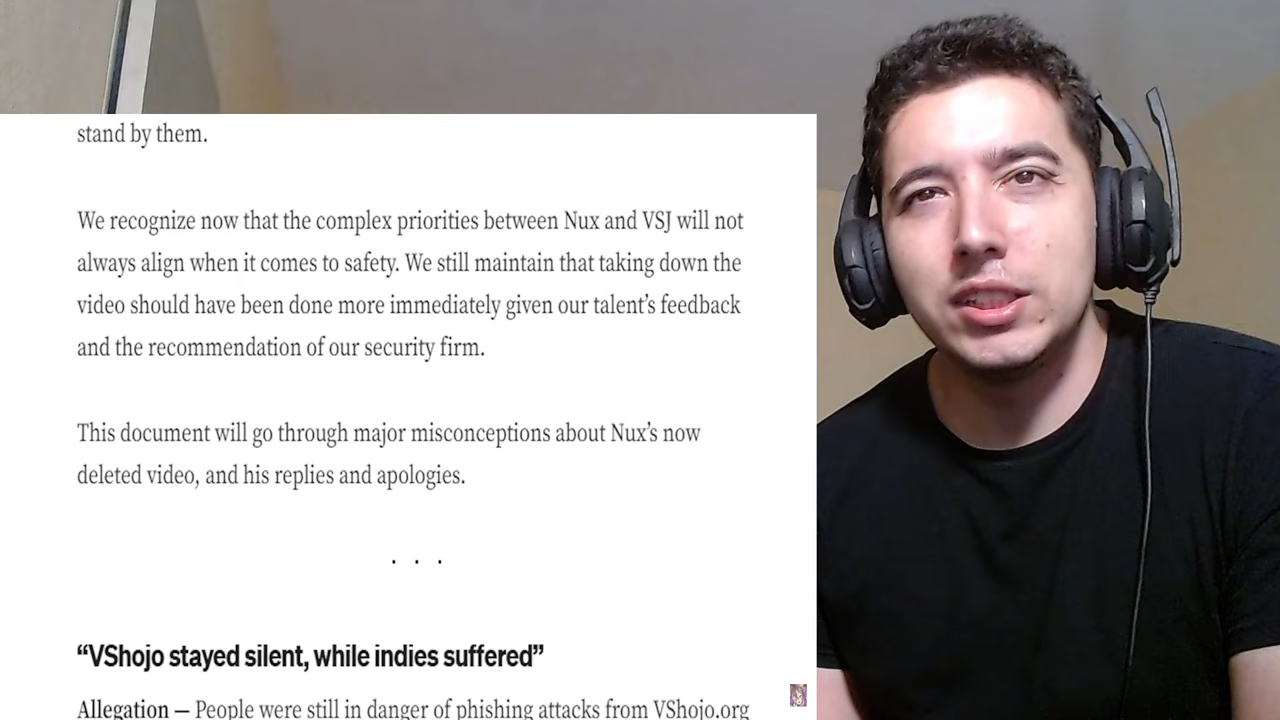 stand by them.
We recognize now that the complex priorities between Nux and VSJ will not
always align when it comes to safety. We still maintain that taking down the
video should have been done more immediately given our talent’s feedback
and the recommendation of our security firm.
This document will go through major misconceptions about Nux’s now
deleted video, and his replies and apologies.
. . .
“VShojo stayed silent, while indies suffered”
Allegation — People were still in danger of phishing attacks from VShojo.org